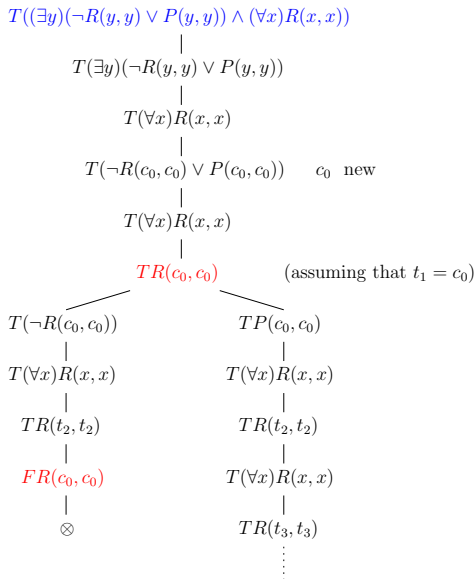 T((∃y)(¬R(y, y) ∨ P(y, y)) ∧ (∀x)R(x, x))
T(∃y)(¬R(y, y) ∨ P(y, y))
T(∀x)R(x, x)
T(¬R(c₀, c₀) ∨ P(c₀, c₀)) c₀ new
T(∀x)R(x, x)
TR(c₀, c₀) (assuming that t₁ = c₀)
T(¬R(c₀, c₀)) TP(c₀, c₀)
T(∀x)R(x, x) T(∀x)R(x, x)
TR(t₂, t₂) TR(t₂, t₂)
FR(c₀, c₀) T(∀x)R(x, x)
⊗ TR(t₃, t₃)